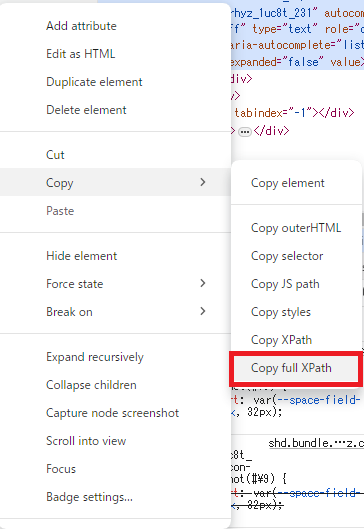 Add attribute
Edit as HTML
Duplicate element
Delete element
Cut
Copy
Paste
Hide element
Force state
Break on
Expand recursively
Collapse children
Capture node screenshot
Scroll into view
Focus
Badge settings...
rhyz_1uc8t_231" autocom
ff" type="text" role="c
aria-autocomplete="list
expanded="false" value>
div>
>
tabindex="-1"></div>
> … </div>
Copy element
Copy outerHTML
Copy selector
Copy JS path
Copy styles
Copy XPath
Copy full XPath
t: var(--space-field-
x, 32px);
shd.bundle.…z.c
uc8t_
con-
not(#¥9) {
t: var(--space-field-
x, 32px);